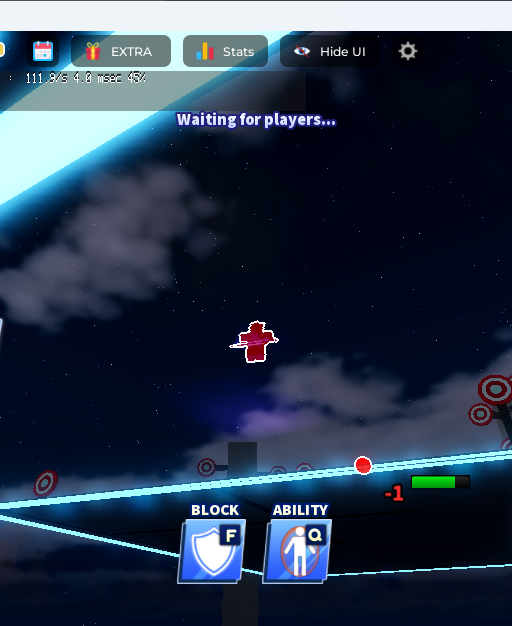 EXTRA
Stats
Hide UI
: 111.9/s 4.0 msec 45%
Waiting for players...
-1
BLOCK
ABILITY
F
Q